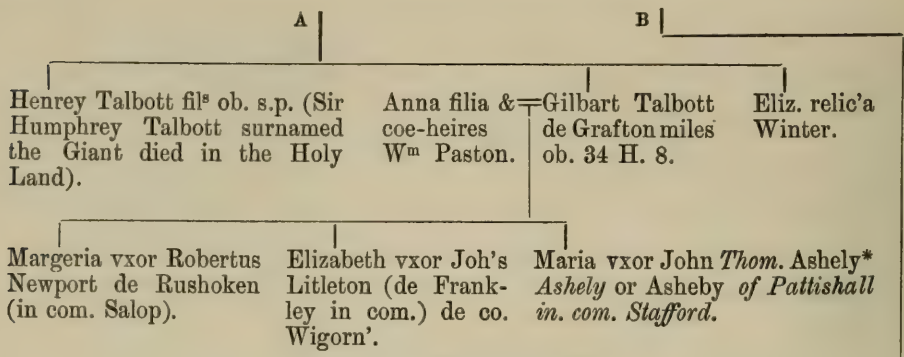 A
B
Henrey Talbott filˢ ob. s.p. (Sir
Humphrey Talbott surnamed
the Giant died in the Holy
Land).
Anna filia &
coe-heires
Wᵐ Paston.
Gilbart Talbott
de Grafton miles
ob. 34 H. 8.
Eliz. relic'a
Winter.
Margeria vxor Robertus
Newport de Rushoken
(in com. Salop).
Elizabeth vxor Joh's
Litleton (de Frank-
ley in com.) de co.
Wigorn'.
Maria vxor John Thom. Ashely*
Ashely or Asheby of Pattishall
in. com. Stafford.